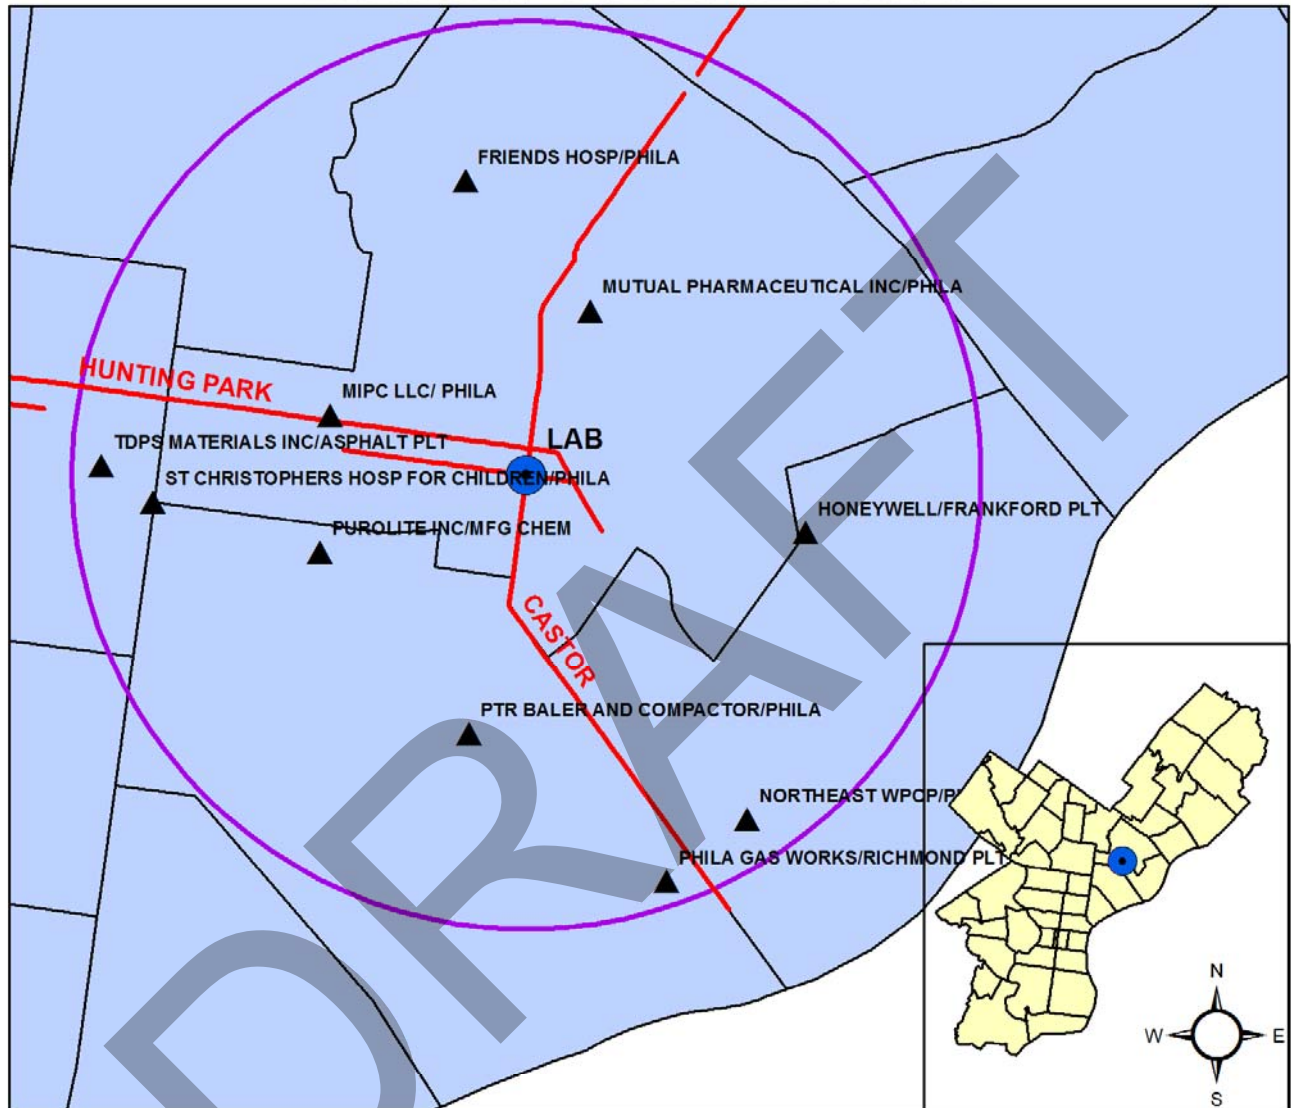 FRIENDS HOSP/PHILA
MUTUAL PHARMACEUTICAL INC/PHILA
HUNTING PARK
MIPC LLC/ PHILA
TDPS MATERIALS INC/ASPHALT PLT
LAB
ST CHRISTOPHERS HOSP FOR CHILDREN/PHILA
HONEYWELL/FRANKFORD PLT
PUROLITE INC/MFG CHEM
CASTOR
PTR BALER AND COMPACTOR/PHILA
NORTHEAST WPCP/P
PHILA GAS WORKS/RICHMOND PLT
DRAFT
N
W
E
S